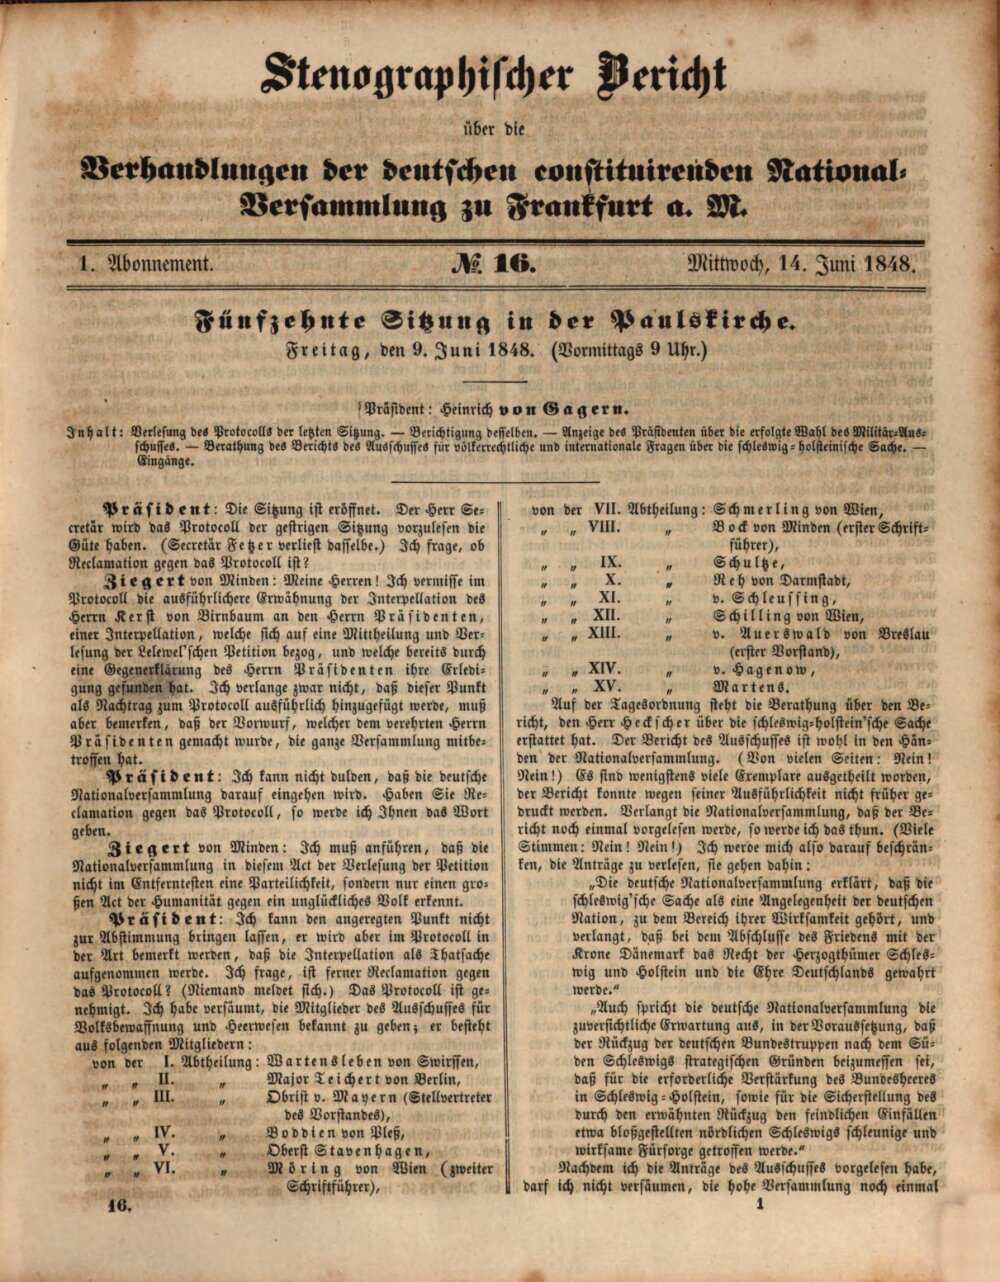 Stenographischer Bericht
über die
Verhandlungen der deutschen constituirenden National-
Versammlung zu Frankfurt a. M.
1. Abonnement.
№ 16.
Mittwoch, 14. Juni 1848.
Fünfzehnte Sitzung in der Paulskirche.
Freitag, den 9. Juni 1848. (Vormittags 9 Uhr.)
Präsident: Heinrich von Gagern.
Inhalt: Verlesung des Protocolls der letzten Sitzung. — Berichtigung desselben. — Anzeige des Präsidenten über die erfolgte Wahl des Militär-Aus-
schusses. — Berathung des Berichts des Ausschusses für völkerrechtliche und internationale Fragen über die schleswig-holsteinische Sache. —
Eingänge.
Präsident: Die Sitzung ist eröffnet. Der Herr Se-
cretär wird das Protocoll der gestrigen Sitzung vorzulesen die
Güte haben. (Secretär Fetzer verliest dasselbe.) Ich frage, ob
Reclamation gegen das Protocoll ist?
Ziegert von Minden: Meine Herren! Ich vermisse im
Protocoll die ausführlichere Erwähnung der Interpellation des
Herrn Kerst von Birnbaum an den Herrn Präsidenten,
einer Interpellation, welche sich auf eine Mittheilung und Ver-
lesung der Lelewel'schen Petition bezog, und welche bereits durch
eine Gegenerklärung des Herrn Präsidenten ihre Erledi-
gung gefunden hat. Ich verlange zwar nicht, daß dieser Punkt
als Nachtrag zum Protocoll ausführlich hinzugefügt werde, muß
aber bemerken, daß der Vorwurf, welcher dem verehrten Herrn
Präsidenten gemacht wurde, die ganze Versammlung mitbe-
troffen hat.
Präsident: Ich kann nicht dulden, daß die deutsche
Nationalversammlung darauf eingehen wird. Haben Sie Re-
clamation gegen das Protocoll, so werde ich Ihnen das Wort
geben.
Ziegert von Minden: Ich muß anführen, daß die
Nationalversammlung in diesem Act der Verlesung der Petition
nicht im Entferntesten eine Parteilichkeit, sondern nur einen gro-
ßen Act der Humanität gegen ein unglückliches Volk erkennt.
Präsident: Ich kann den angeregten Punkt nicht
zur Abstimmung bringen lassen, er wird aber im Protocoll in
der Art bemerkt werden, daß die Interpellation als Thatsache
aufgenommen werde. Ich frage, ist ferner Reclamation gegen
das Protocoll? (Niemand meldet sich.) Das Protocoll ist ge-
nehmigt. Ich habe versäumt, die Mitglieder des Ausschusses für
Volksbewaffnung und Heerwesen bekannt zu geben; er besteht
aus folgenden Mitgliedern:
von der I. Abtheilung: Wartensleben von Swirssen,
„ „ II. „ Major Teichert von Berlin,
„ „ III. „ Obrist v. Mayern (Stellvertreter
des Vorstandes),
„ „ IV. „ Boddien von Pleß,
„ „ V. „ Oberst Stavenhagen,
„ „ VI. „ Möring von Wien (zweiter
Schriftführer),
16.
von der VII. Abtheilung: Schmerling von Wien,
„ „ VIII. „ Bock von Minden (erster Schrift-
führer),
„ „ IX. „ Schultze,
„ „ X. „ Reh von Darmstadt,
„ „ XI. „ v. Schleussing,
„ „ XII. „ Schilling von Wien,
„ „ XIII. „ v. Auerswald von Breslau
(erster Vorstand),
„ „ XIV. „ v. Hagenow,
„ „ XV. „ Martens.
Auf der Tagesordnung steht die Berathung über den Be-
richt, den Herr Heckscher über die schleswig-holstein'sche Sache
erstattet hat. Der Bericht des Ausschusses ist wohl in den Hän-
den der Nationalversammlung. (Von vielen Seiten: Nein!
Nein!) Es sind wenigstens viele Exemplare ausgetheilt worden,
der Bericht konnte wegen seiner Ausführlichkeit nicht früher ge-
druckt werden. Verlangt die Nationalversammlung, daß der Be-
richt noch einmal vorgelesen werde, so werde ich das thun. (Viele
Stimmen: Nein! Nein!) Ich werde mich also darauf beschrän-
ken, die Anträge zu verlesen, sie gehen dahin:
„Die deutsche Nationalversammlung erklärt, daß die
schleswig'sche Sache als eine Angelegenheit der deutschen
Nation, zu dem Bereich ihrer Wirksamkeit gehört, und
verlangt, daß bei dem Abschlusse des Friedens mit der
Krone Dänemark das Recht der Herzogthümer Schles-
wig und Holstein und die Ehre Deutschlands gewahrt
werde.“
„Auch spricht die deutsche Nationalversammlung die
zuversichtliche Erwartung aus, in der Voraussetzung, daß
der Rückzug der deutschen Bundestruppen nach dem Sü-
den Schleswigs strategischen Gründen beizumessen sei,
daß für die erforderliche Verstärkung des Bundesheeres
in Schleswig-Holstein, sowie für die Sicherstellung des
durch den erwähnten Rückzug den feindlichen Einfällen
etwa bloßgestellten nördlichen Schleswigs schleunige und
wirksame Fürsorge getroffen werde.“
Nachdem ich die Anträge des Ausschusses vorgelesen habe,
darf ich nicht versäumen, die hohe Versammlung noch einmal
1